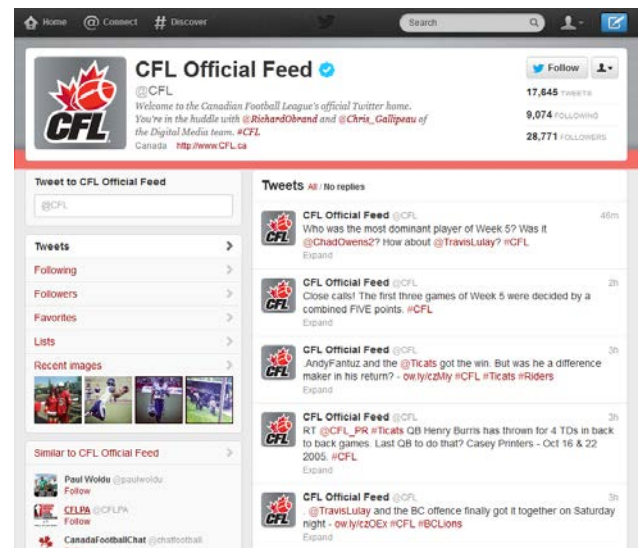 Home @ Connect # Discover
Search
CFL
CFL Official Feed
@CFL
Welcome to the Canadian Football League's official Twitter home.
You're in the huddle with @RichardObrand and @Chris_Gallipeau of
the Digital Media team. #CFL
Canada http://www.CFL.ca
Follow
17,645 TWEETS
9,074 FOLLOWING
28,771 FOLLOWERS
Tweet to CFL Official Feed
@CFL
Tweets
Following
Followers
Favorites
Lists
Recent images
Similar to CFL Official Feed
Paul Woldu @paulwoldu
Follow
CFLPA @CFLPA
Follow
CanadaFootballChat @chatfootball
Tweets All / No replies
CFL Official Feed @CFL 46m
Who was the most dominant player of Week 5? Was it
@ChadOwens2? How about @TravisLulay? #CFL
Expand
CFL Official Feed @CFL 2h
Close calls! The first three games of Week 5 were decided by a
combined FIVE points. #CFL
Expand
CFL Official Feed @CFL 3h
.AndyFantuz and the @Ticats got the win. But was he a difference
maker in his return? - ow.ly/czMiy #CFL #Ticats #Riders
Expand
CFL Official Feed @CFL 3h
RT @CFL_PR #Ticats QB Henry Burris has thrown for 4 TDs in back
to back games. Last QB to do that? Casey Printers - Oct 16 & 22
2005. #CFL
Expand
CFL Official Feed @CFL 3h
. @TravisLulay and the BC offence finally got it together on Saturday
night - ow.ly/czOEx #CFL #BCLions
Expand